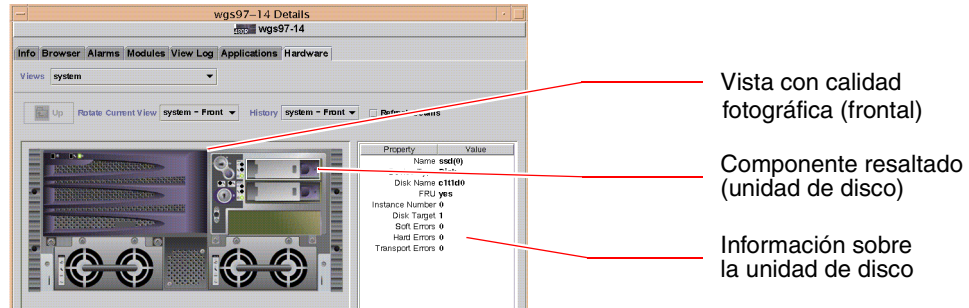 wgs97-14 Details
480R wgs97-14
Info Browser Alarms Modules View Log Applications Hardware
Views system
Up Rotate Current View system - Front History system - Front
Property Value
Name ssd(0)
Disk
Disk Name c1t1d0
FRU yes
Instance Number 0
Disk Target 1
Soft Errors 0
Hard Errors 0
Transport Errors 0
Vista con calidad
fotográfica (frontal)
Componente resaltado
(unidad de disco)
Información sobre
la unidad de disco